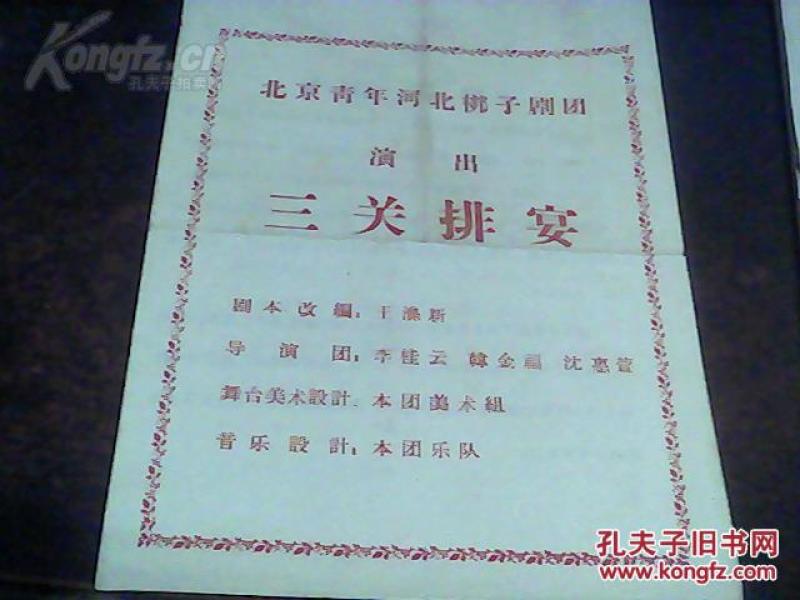 Kongfz.cn
孔夫子拍卖
北京青年河北梆子剧团
演出
三关排宴
剧本改編：王滌新
导演团：李桂云 韓金福 沈惠萱
舞台美术設計：本团美术組
音乐設計：本团乐队
孔夫子旧书网
www.kongfz.com